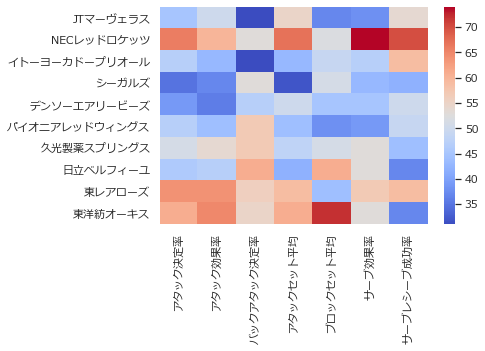 JTマーヴェラス
NECレッドロケッツ
イトーヨーカドープリオール
シーガルズ
デンソーエアリービーズ
パイオニアレッドウィングス
久光製薬スプリングス
日立ベルフィーユ
東レアローズ
東洋紡オーキス
アタック決定率
アタック効果率
バックアタック決定率
アタックセット平均
ブロックセット平均
サーブ効果率
サーブレシーブ成功率
70
65
60
55
50
45
40
35